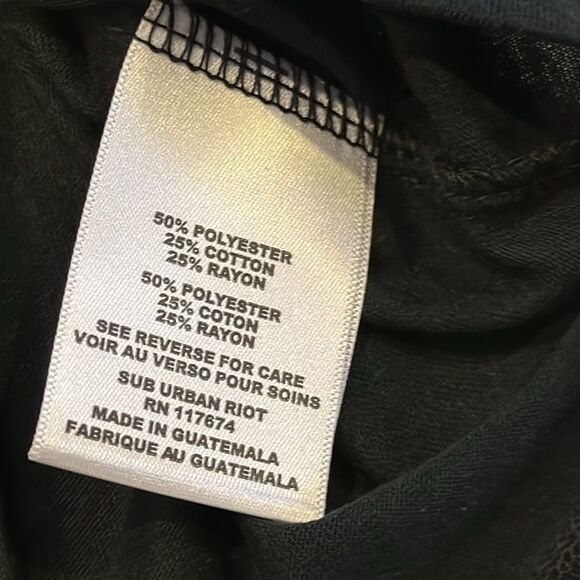 50% POLYESTER
25% COTTON
25% RAYON
50% POLYESTER
25% COTON
25% RAYON
SEE REVERSE FOR CARE
VOIR AU VERSO POUR SOINS
SUB URBAN RIOT
RN 117674
MADE IN GUATEMALA
FABRIQUE AU GUATEMALA